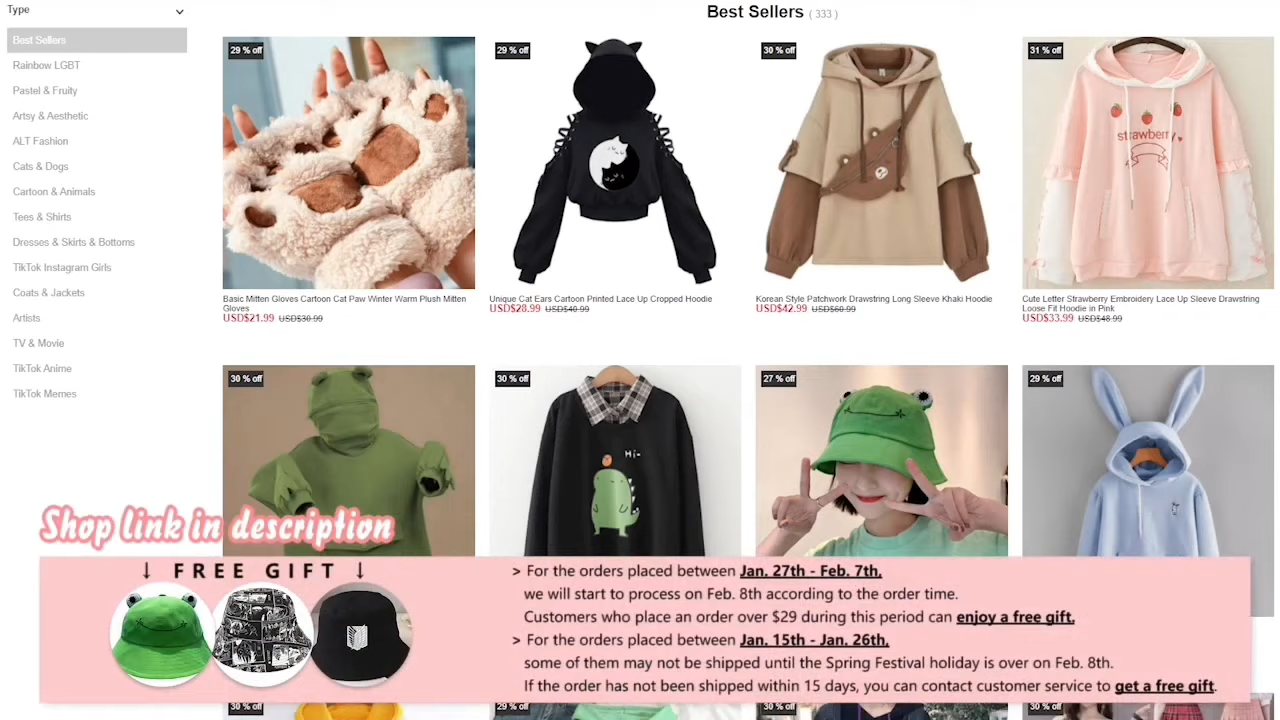 Type
Best Sellers
Rainbow LGBT
Pastel & Fruity
Artsy & Aesthetic
ALT Fashion
Cats & Dogs
Cartoon & Animals
Tees & Shirts
Dresses & Skirts & Bottoms
TikTok Instagram Girls
Coats & Jackets
Artists
TV & Movie
TikTok Anime
TikTok Memes
Best Sellers ( 333 )
29 % off
29 % off
30 % off
31 % off
strawberry
Basic Mitten Gloves Cartoon Cat Paw Winter Warm Plush Mitten
Gloves
USD$21.99 USD$30.99
Unique Cat Ears Cartoon Printed Lace Up Cropped Hoodie
USD$28.99 USD$40.99
Korean Style Patchwork Drawstring Long Sleeve Khaki Hoodie
USD$42.99 USD$60.99
Cute Letter Strawberry Embroidery Lace Up Sleeve Drawstring
Loose Fit Hoodie in Pink
USD$33.99 USD$48.99
30 % off
30 % off
27 % off
29 % off
Hi~
Shop link in description
↓ FREE GIFT ↓
> For the orders placed between Jan. 27th - Feb. 7th,
we will start to process on Feb. 8th according to the order time.
Customers who place an order over $29 during this period can enjoy a free gift.
> For the orders placed between Jan. 15th - Jan. 26th,
some of them may not be shipped until the Spring Festival holiday is over on Feb. 8th.
If the order has not been shipped within 15 days, you can contact customer service to get a free gift.
30 % off
29 % off
30 % off
30 % off